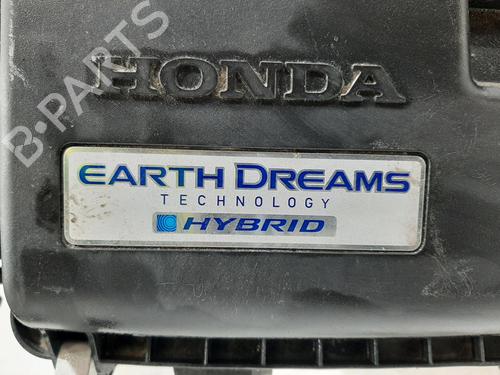 B-PARTS
HONDA
EARTH DREAMS
TECHNOLOGY
HYBRID